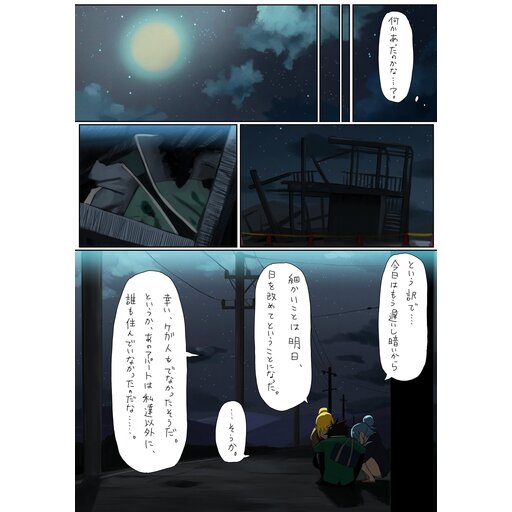 何が
あったのかな…？。
という訳で…
今日はもう遅いし暗いから
細かいことは明日、
日を改めてということになった。
…そうか。
幸い、ケガ人もでなかったそうだ。
というか、あのアパートは私達以外に、
誰も住んでいなかったのだな……。